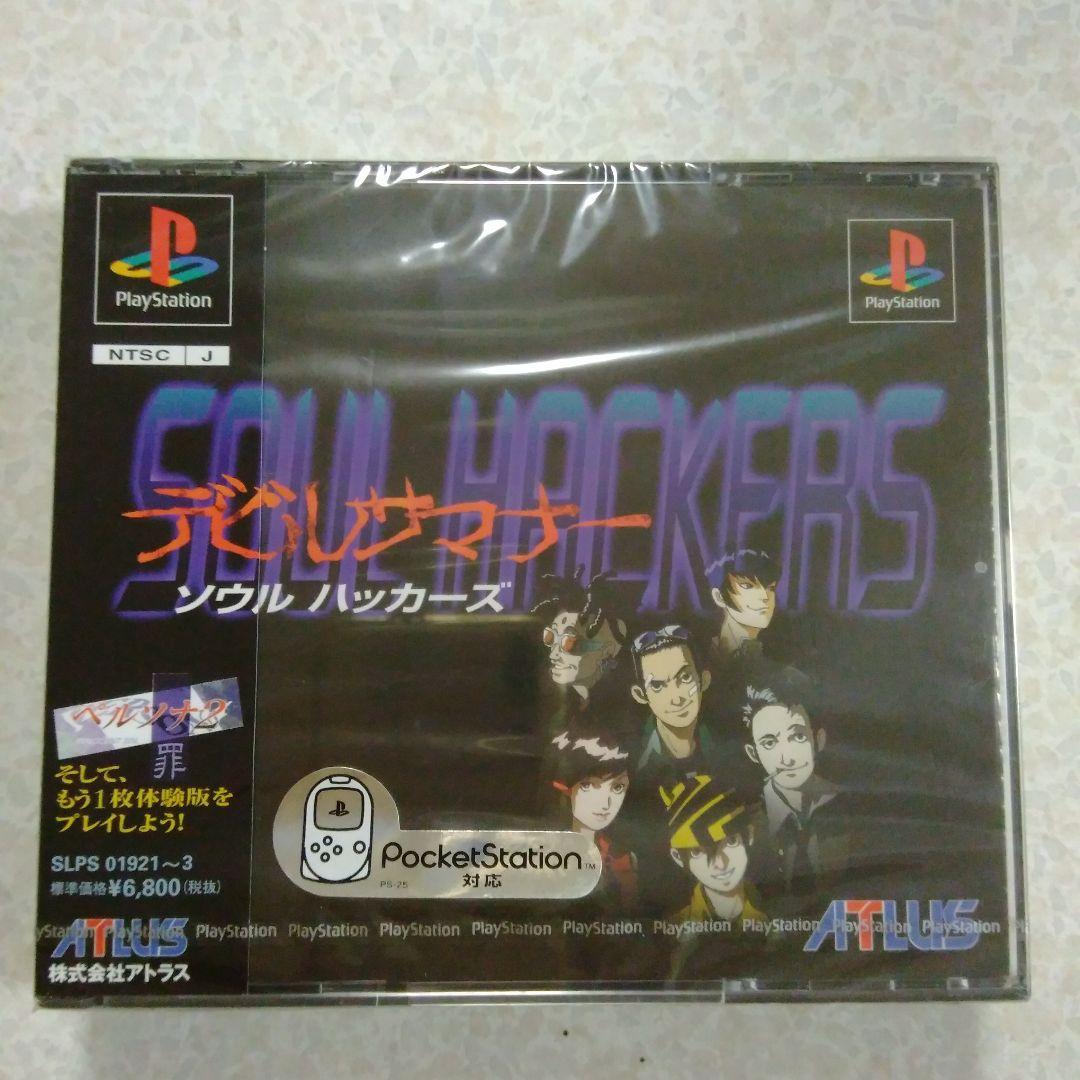 PlayStation
NTSC J
PlayStation
SOUL HACKERS
デビルサマナー
ソウル ハッカーズ
ペルソナ2
罪
そして、
もう1枚体験版を
プレイしよう!
SLPS 01921～3
標準価格¥6,800(税抜)
ATLUS
株式会社アトラス
PocketStation™
対応
PS-25
PlayStation PlayStation PlayStation PlayStation PlayStation PlayStation PlayStation PlayStation PlayStation PlayStation PlayStation
ATLUS